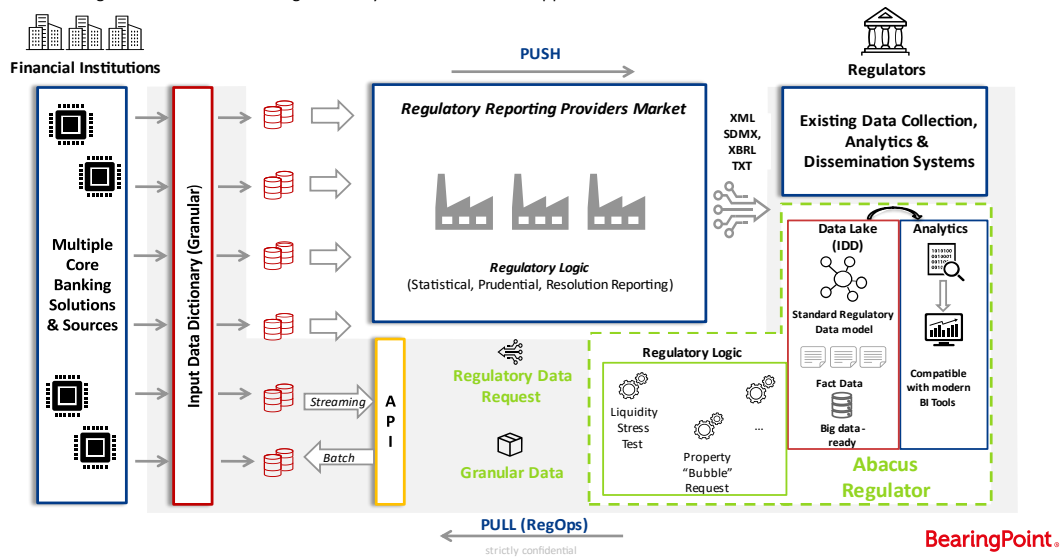 Financial Institutions
PUSH
Regulators
Multiple
Core
Banking
Solutions
& Sources
Input Data Dictionary (Granular)
Regulatory Reporting Providers Market
Regulatory Logic
(Statistical, Prudential, Resolution Reporting)
XML
SDMX,
XBRL
TXT
Existing Data Collection,
Analytics &
Dissemination Systems
Streaming
Batch
A
P
I
Regulatory Data
Request
Granular Data
Regulatory Logic
Liquidity
Stress
Test
Property
“Bubble”
Request
...
Data Lake
(IDD)
Standard Regulatory
Data model
Fact Data
Big data -
ready
Analytics
1010100
0010001
Compatible
with modern
BI Tools
Abacus
Regulator
PULL (RegOps)
strictly confidential
BearingPoint®